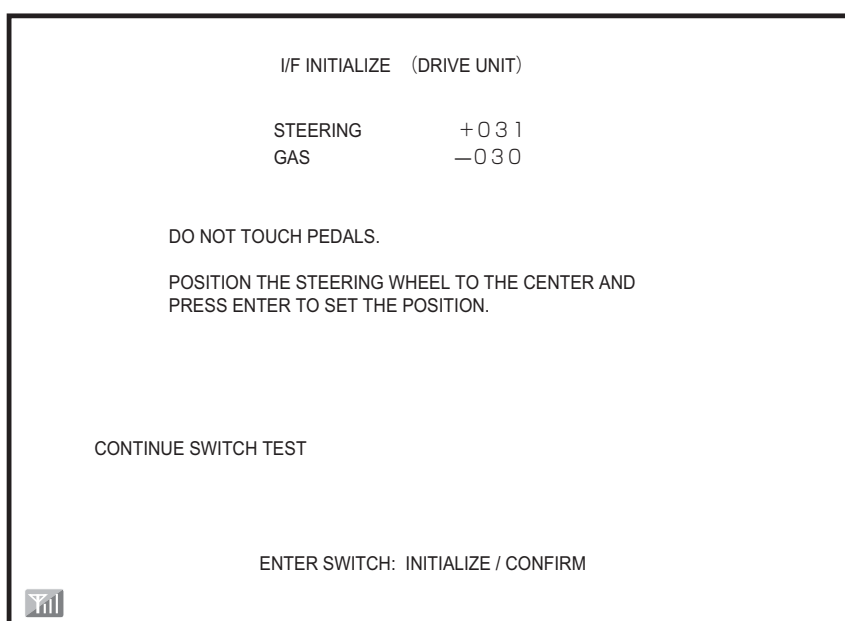 I/F INITIALIZE （DRIVE UNIT）
STEERING +031
GAS −030
DO NOT TOUCH PEDALS.
POSITION THE STEERING WHEEL TO THE CENTER AND
PRESS ENTER TO SET THE POSITION.
CONTINUE SWITCH TEST
ENTER SWITCH: INITIALIZE / CONFIRM